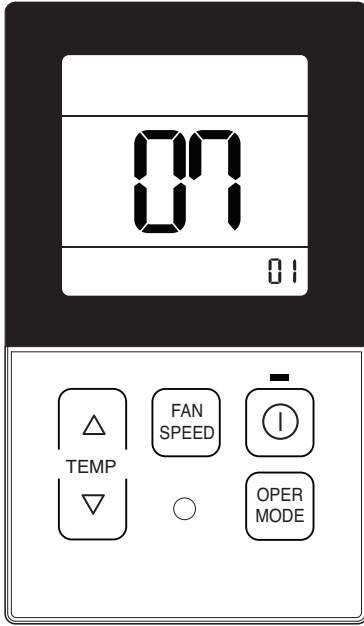 07
01
FAN
SPEED
TEMP
OPER
MODE